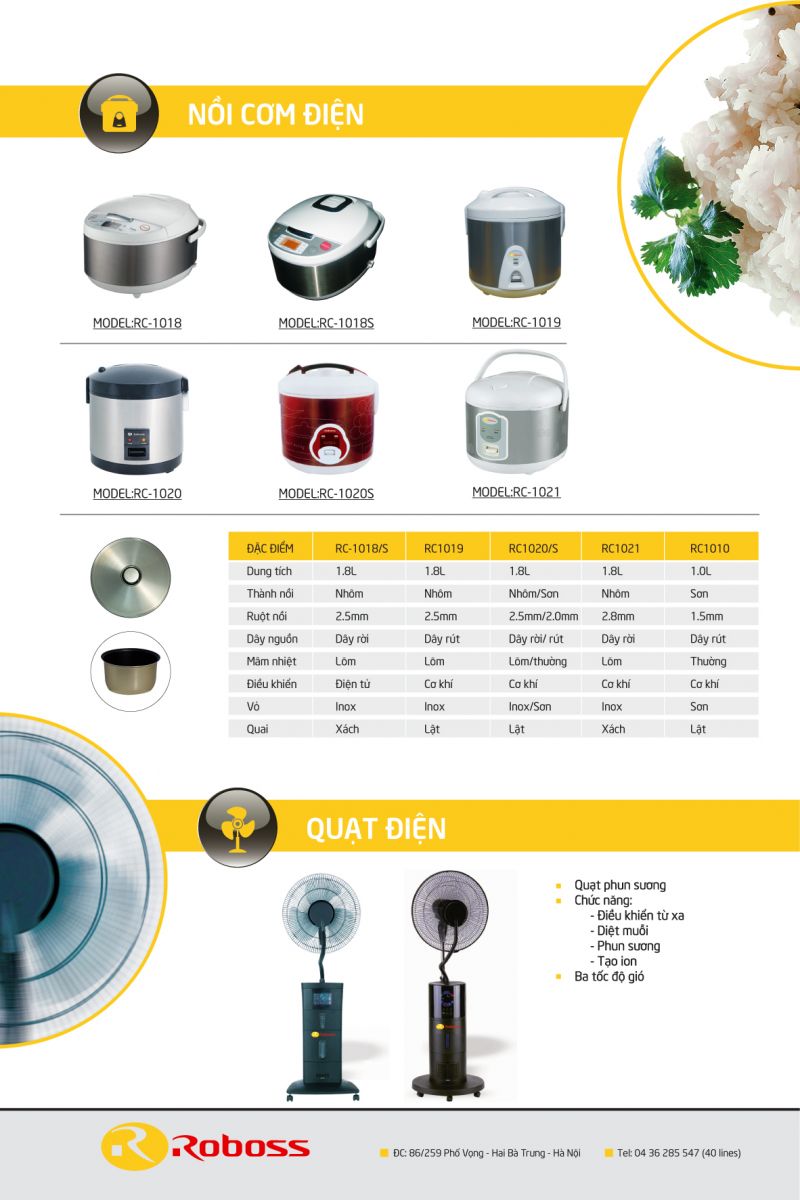 NỒI CƠM ĐIỆN
MODEL:RC-1018
MODEL:RC-1018S
MODEL:RC-1019
MODEL:RC-1020
MODEL:RC-1020S
MODEL:RC-1021
ĐẶC ĐIỂM RC-1018/S RC1019 RC1020/S RC1021 RC1010
Dung tích 1.8L 1.8L 1.8L 1.8L 1.0L
Thành nồi Nhôm Nhôm Nhôm/Sơn Nhôm Sơn
Ruột nồi 2.5mm 2.5mm 2.5mm/2.0mm 2.8mm 1.5mm
Dây nguồn Dây rời Dây rút Dây rời/ rút Dây rời Dây rút
Mâm nhiệt Lõm Lõm Lõm/thường Lõm Thường
Điều khiển Điện tử Cơ khí Cơ khí Cơ khí Cơ khí
Vỏ Inox Inox Inox/Sơn Inox Sơn
Quai Xách Lật Lật Xách Lật
QUẠT ĐIỆN
Quạt phun sương
Chức năng:
- Điều khiển từ xa
- Diệt muỗi
- Phun sương
- Tạo ion
Ba tốc độ gió
Roboss
Roboss
R Roboss
ĐC: 86/259 Phố Vọng - Hai Bà Trưng - Hà Nội
Tel: 04 36 285 547 (40 lines)